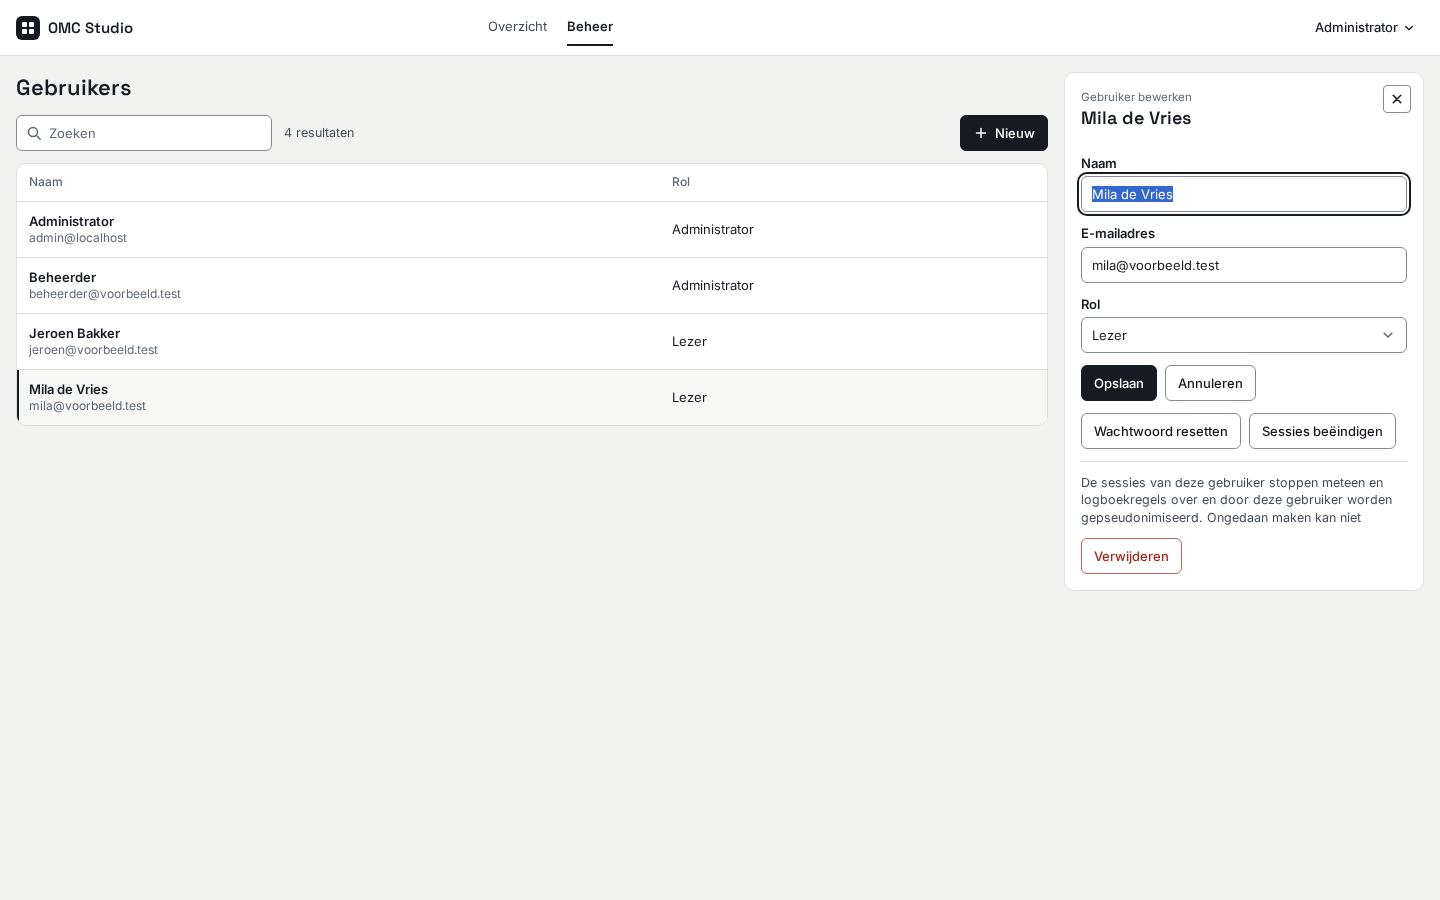 OMC Studio
Overzicht
Beheer
Administrator
Gebruikers
Zoeken
4 resultaten
Nieuw
Naam
Rol
Administrator
admin@localhost
Administrator
Beheerder
beheerder@voorbeeld.test
Administrator
Jeroen Bakker
jeroen@voorbeeld.test
Lezer
Mila de Vries
mila@voorbeeld.test
Lezer
Gebruiker bewerken
Mila de Vries
Naam
Mila de Vries
E-mailadres
mila@voorbeeld.test
Rol
Lezer
Opslaan
Annuleren
Wachtwoord resetten
Sessies beëindigen
De sessies van deze gebruiker stoppen meteen en
logboekregels over en door deze gebruiker worden
gepseudonimiseerd. Ongedaan maken kan niet
Verwijderen